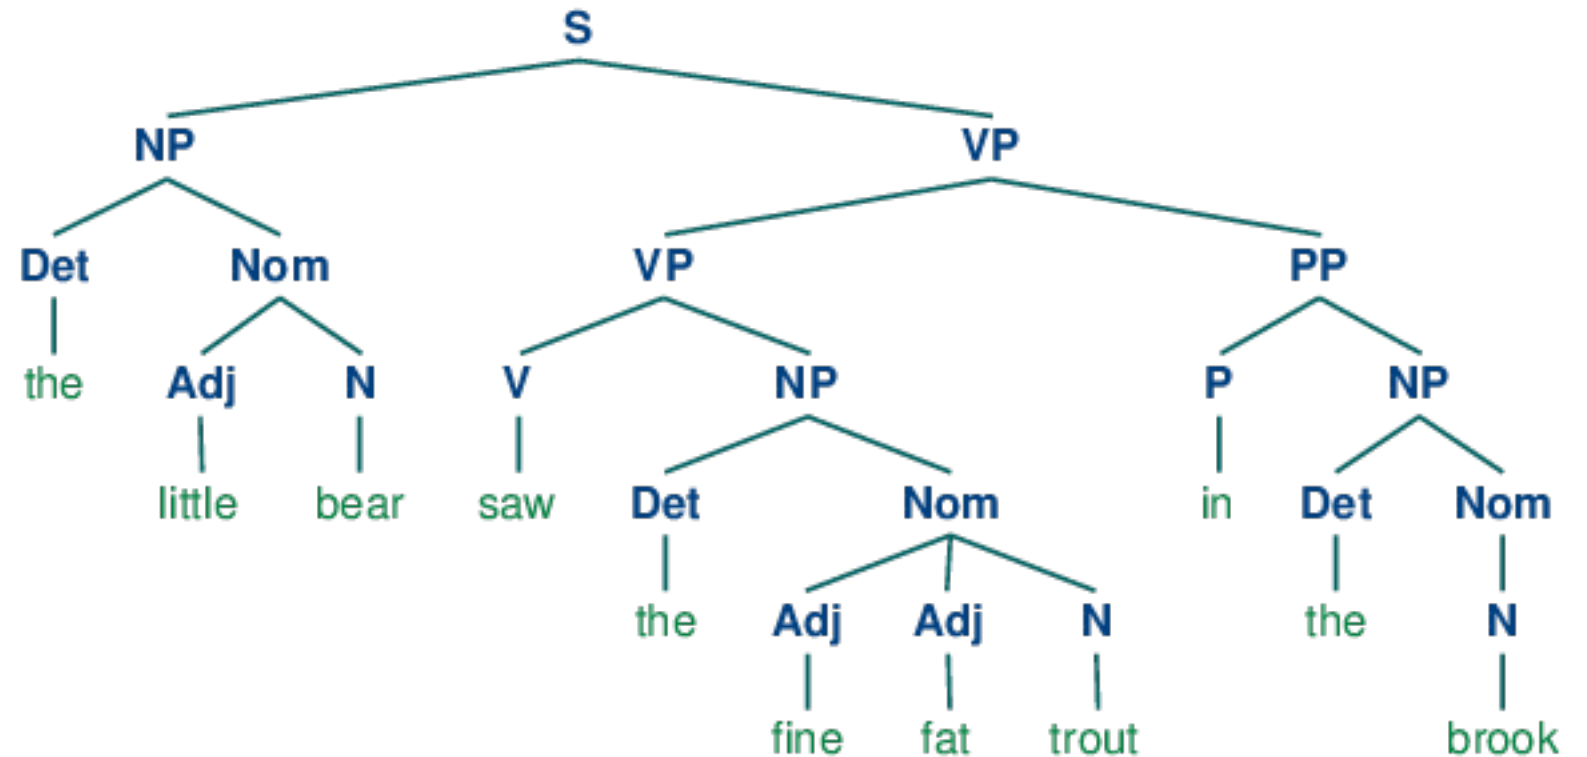 S
NP VP
Det Nom VP PP
the Adj N V NP P NP
little bear saw Det Nom in Det Nom
the Adj Adj N the N
fine fat trout brook